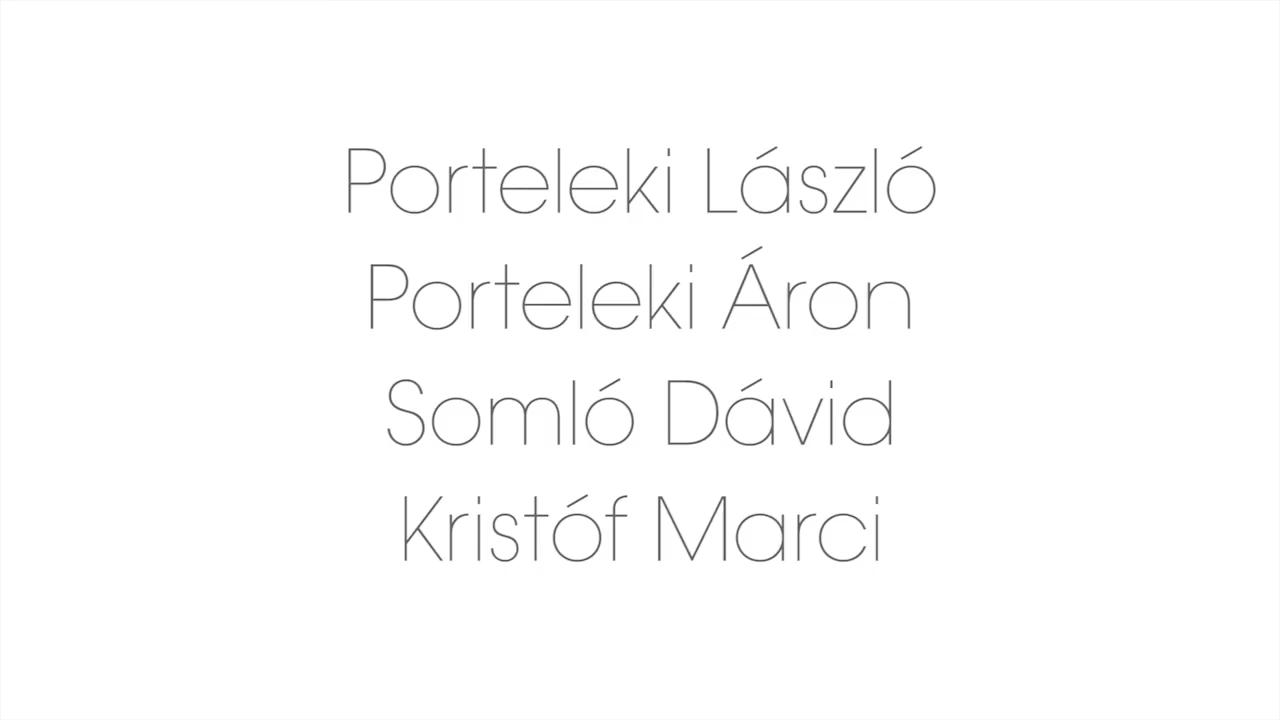 Porteleki László
Porteleki Áron
Somló Dávid
Kristóf Marci